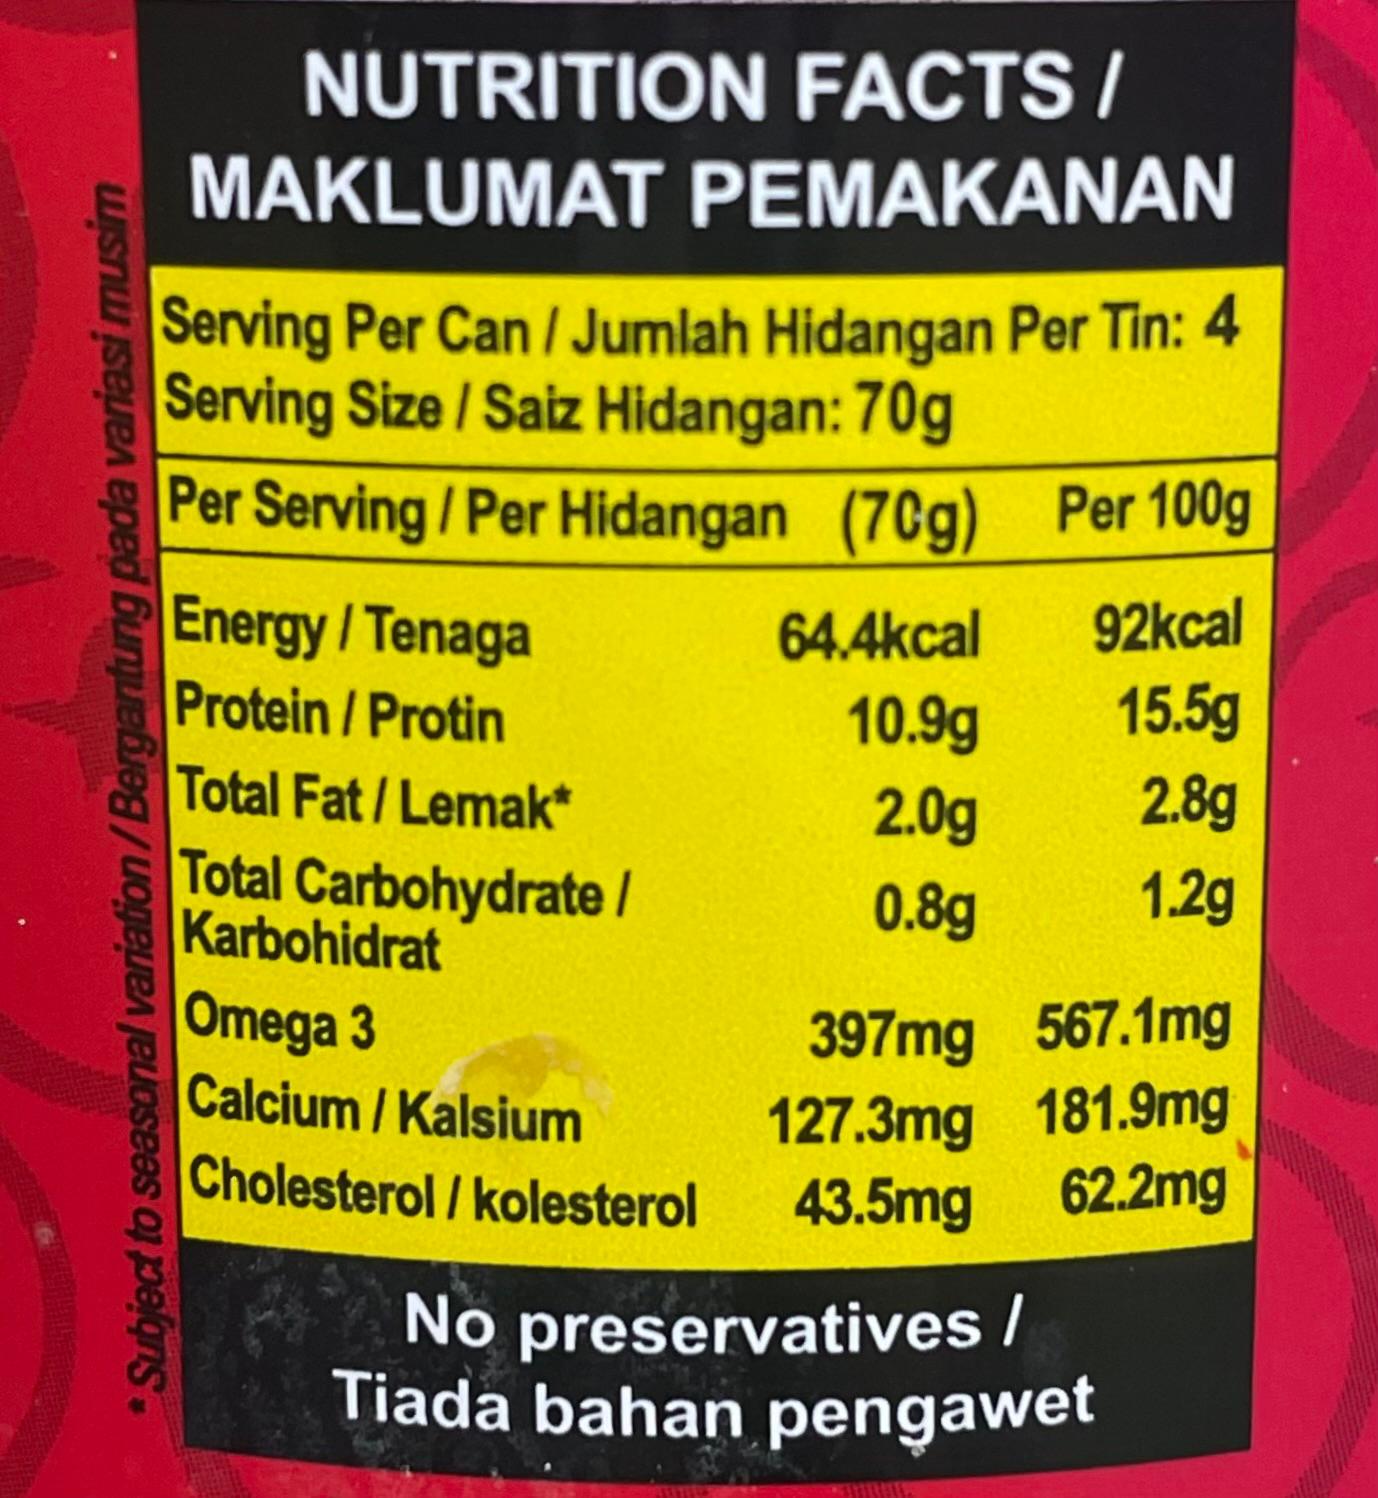 NUTRITION FACTS /
MAKLUMAT PEMAKANAN
Serving Per Can / Jumlah Hidangan Per Tin: 4
Serving Size / Saiz Hidangan: 70g
Per Serving / Per Hidangan (70g) Per 100g
Energy / Tenaga 64.4kcal 92kcal
Protein / Protin 10.9g 15.5g
Total Fat / Lemak* 2.0g 2.8g
Total Carbohydrate / 0.8g 1.2g
Karbohidrat
Omega 3 397mg 567.1mg
Calcium / Kalsium 127.3mg 181.9mg
Cholesterol / kolesterol 43.5mg 62.2mg
No preservatives /
Tiada bahan pengawet
* Subject to seasonal variation / Bergantung pada variasi musim